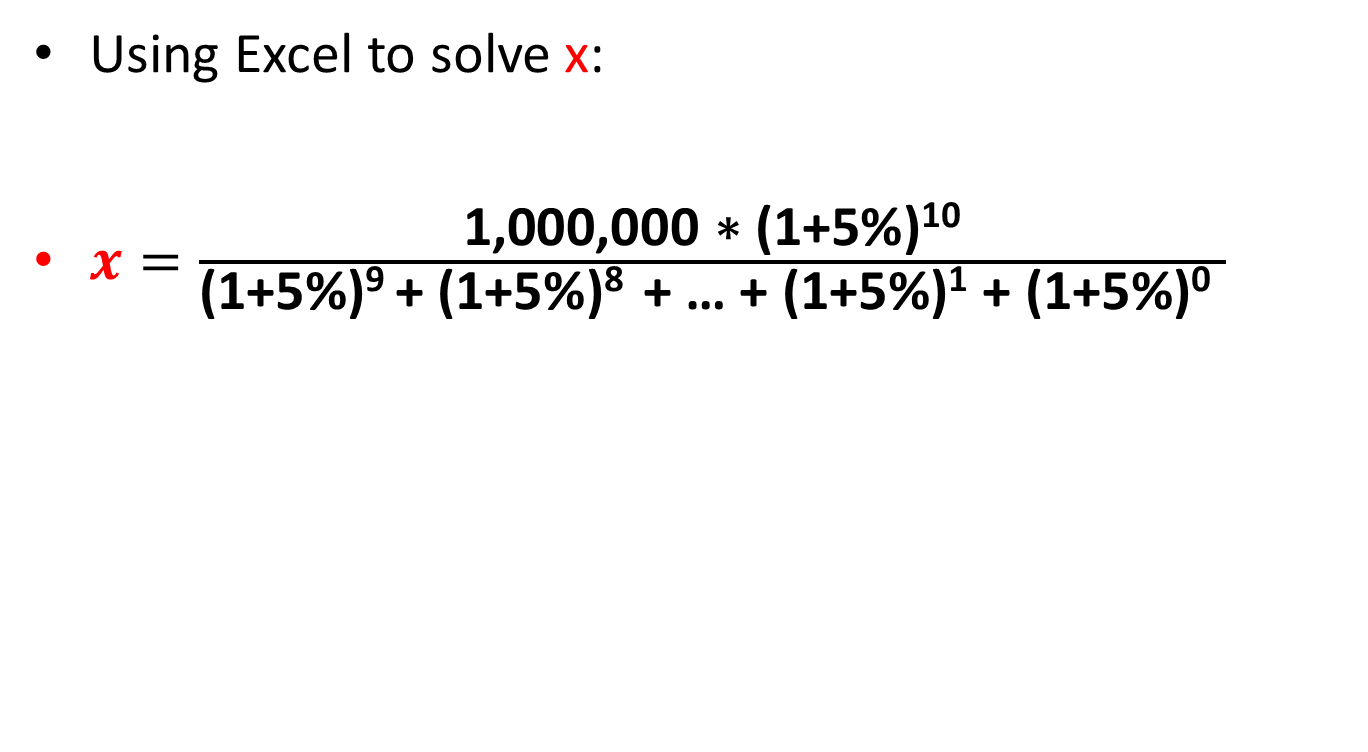 • Using Excel to solve x:
• x = 1,000,000 ∗ (1+5%)¹⁰
(1+5%)⁹ + (1+5%)⁸ + … + (1+5%)¹ + (1+5%)⁰